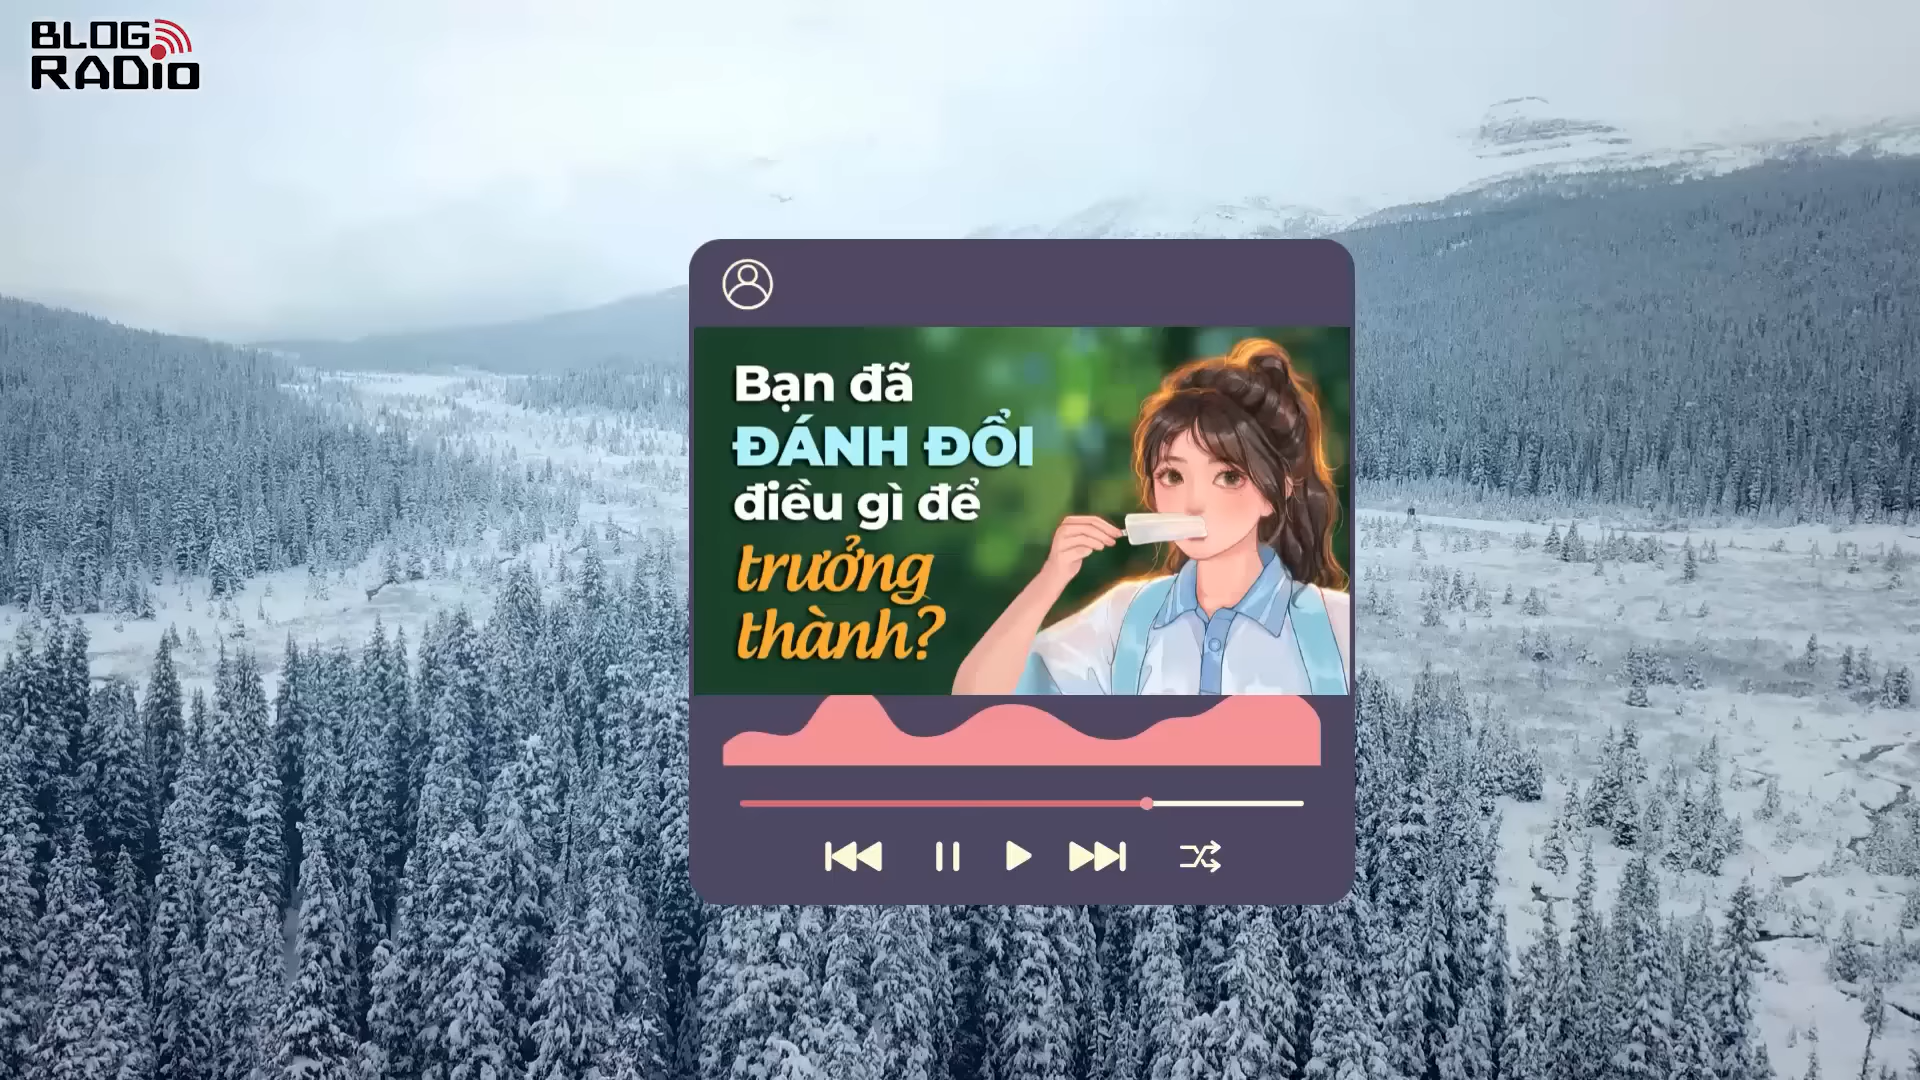 BLOG
RADIO
Bạn đã
ĐÁNH ĐỔI
điều gì để
trưởng
thành?